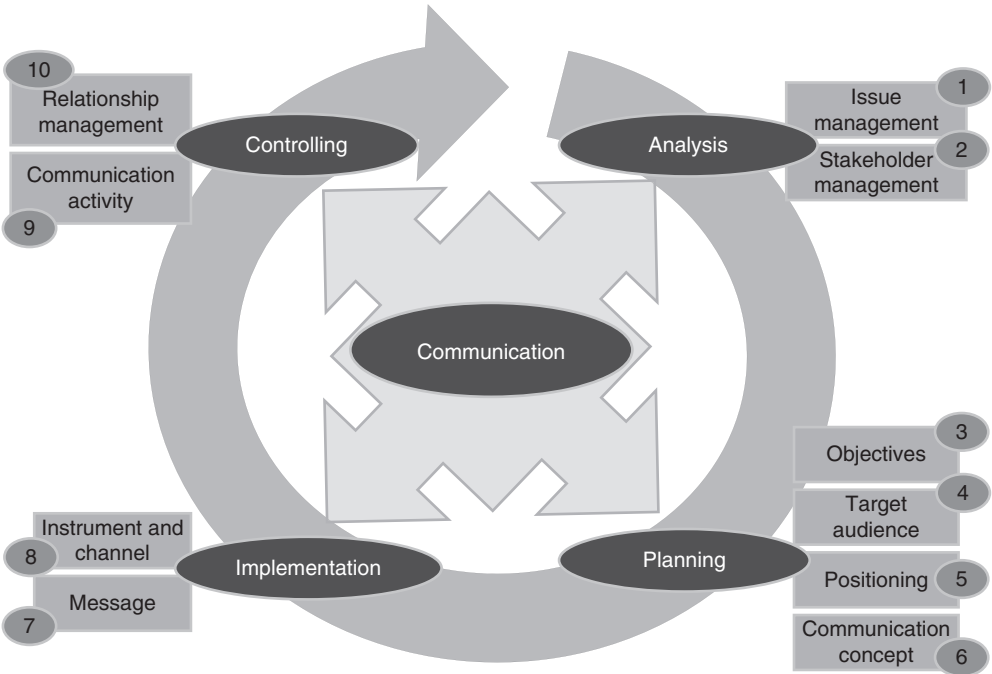 10
Relationship
management
Communication
activity
9
Controlling
Analysis
1
Issue
management
2
Stakeholder
management
Communication
3
Objectives
4
Target
audience
Positioning
5
Communication
concept
6
Planning
Instrument and
channel
8
Message
7
Implementation